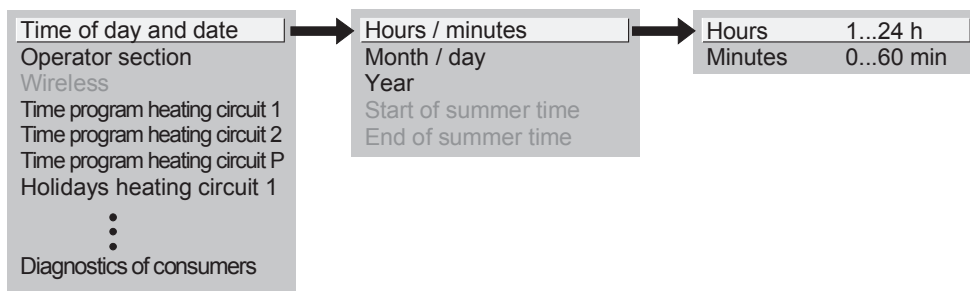 Time of day and date
Operator section
Wireless
Time program heating circuit 1
Time program heating circuit 2
Time program heating circuit P
Holidays heating circuit 1
Diagnostics of consumers
Hours / minutes
Month / day
Year
Start of summer time
End of summer time
Hours 1...24 h
Minutes 0...60 min